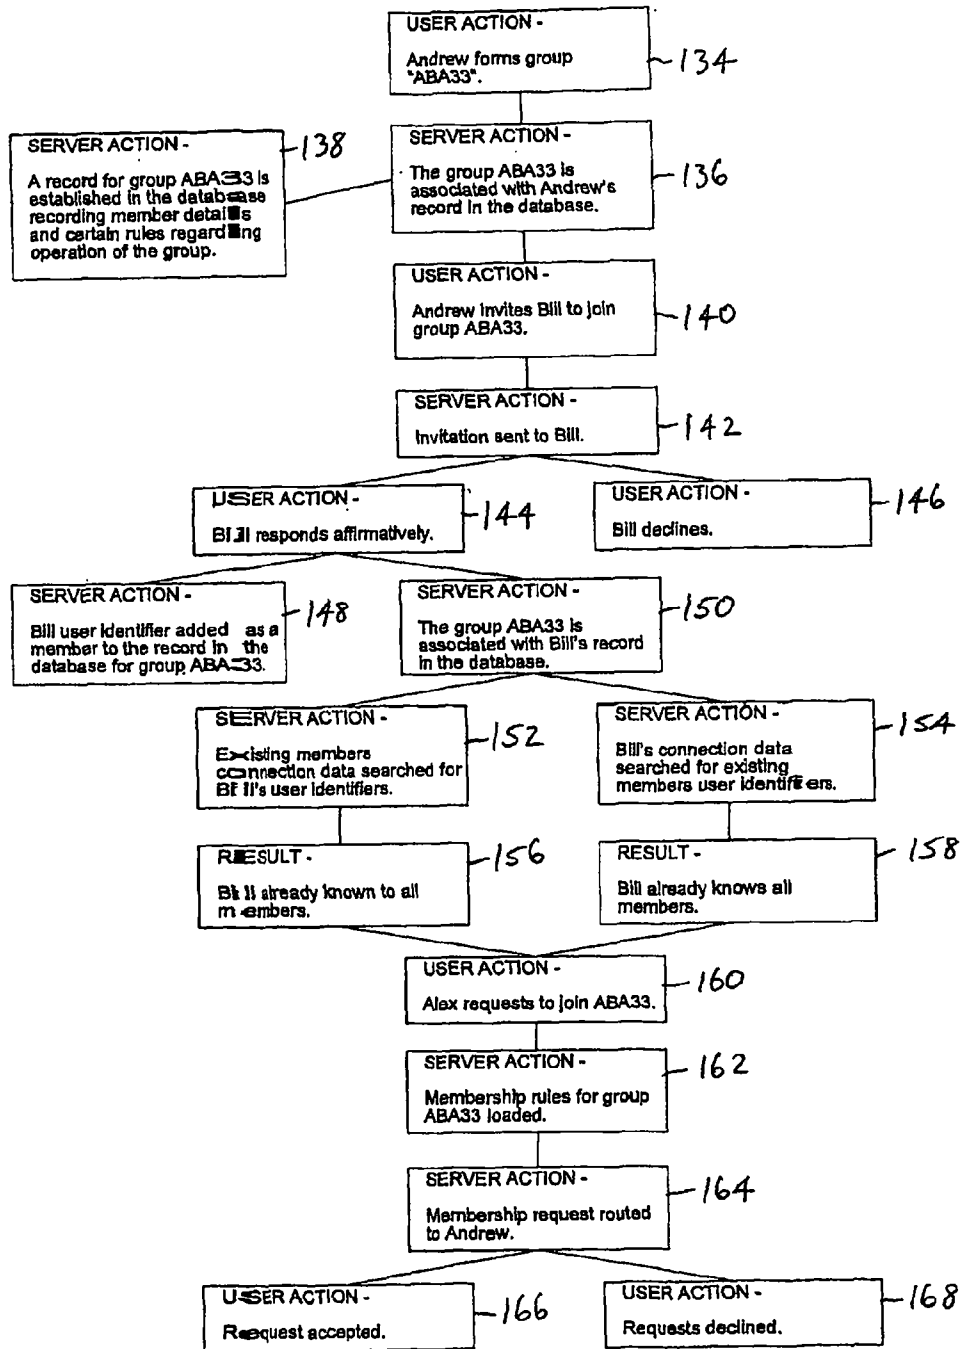 USER ACTION -
Andrew forms group
"ABA33".
134
SERVER ACTION -
A record for group ABA33 is
established in the database
recording member details
and certain rules regarding
operation of the group.
138
SERVER ACTION -
The group ABA33 is
associated with Andrew's
record in the database.
136
USER ACTION -
Andrew invites Bill to join
group ABA33.
140
SERVER ACTION -
Invitation sent to Bill.
142
USER ACTION -
Bill responds affirmatively.
144
USER ACTION -
Bill declines.
146
SERVER ACTION -
Bill user identifier added as a
member to the record in the
database for group ABA33.
148
SERVER ACTION -
The group ABA33 is
associated with Bill's record
in the database.
150
SERVER ACTION -
Existing members
connection data searched for
Bill's user identifiers.
152
SERVER ACTION -
Bill's connection data
searched for existing
members user identifiers.
154
RESULT -
Bill already known to all
members.
156
RESULT -
Bill already knows all
members.
158
USER ACTION -
Alex requests to join ABA33.
160
SERVER ACTION -
Membership rules for group
ABA33 loaded.
162
SERVER ACTION -
Membership request routed
to Andrew.
164
USER ACTION -
Request accepted.
166
USER ACTION -
Requests declined.
168